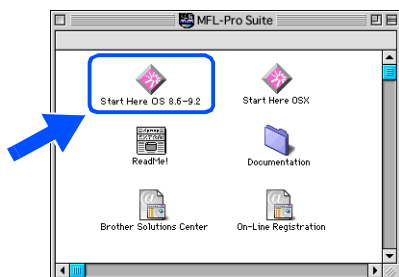 MFL-Pro Suite
Start Here OS 8.6-9.2
Start Here OSX
ReadMe!
Documentation
Brother Solutions Center
On-Line Registration